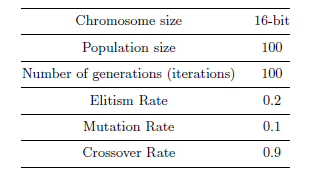 Chromosome size 16-bit
Population size 100
Number of generations (iterations) 100
Elitism Rate 0.2
Mutation Rate 0.1
Crossover Rate 0.9